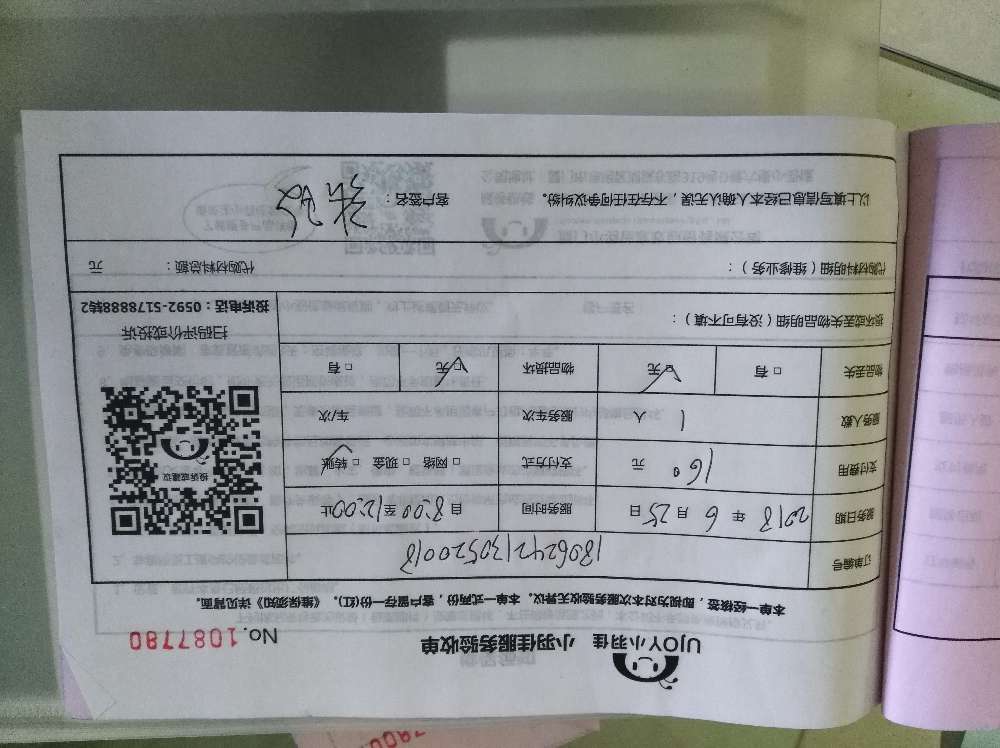 UJOY小羽佳 小羽佳服务验收单 No.1087780
本单一经核签，即视为对本次服务验收无异议。本单一式两份，客户留存一份(红)。《维保须知》详见背面。
订单编号 1806242130520018
服务日期 2018 年 6 月 25 日 服务时间 自 8:00 至 12:00 止
支付费用 160 元 支付方式 □ 网络 □ 现金 □ 转账
服务人数 1 人 服务车次 车/次
物品丢失 □ 有 □ 无 物品损坏 □ 无 □ 有
投诉或建议
扫码评价或投诉
投诉电话：0592-5178888转2
损坏或丢失物品明细（没有可不填）：
代购材料明细（维修业务）： 代购材料总额： 元
以上填写信息已经本人确认无误，不存在任何争议纠纷。 客户签名：